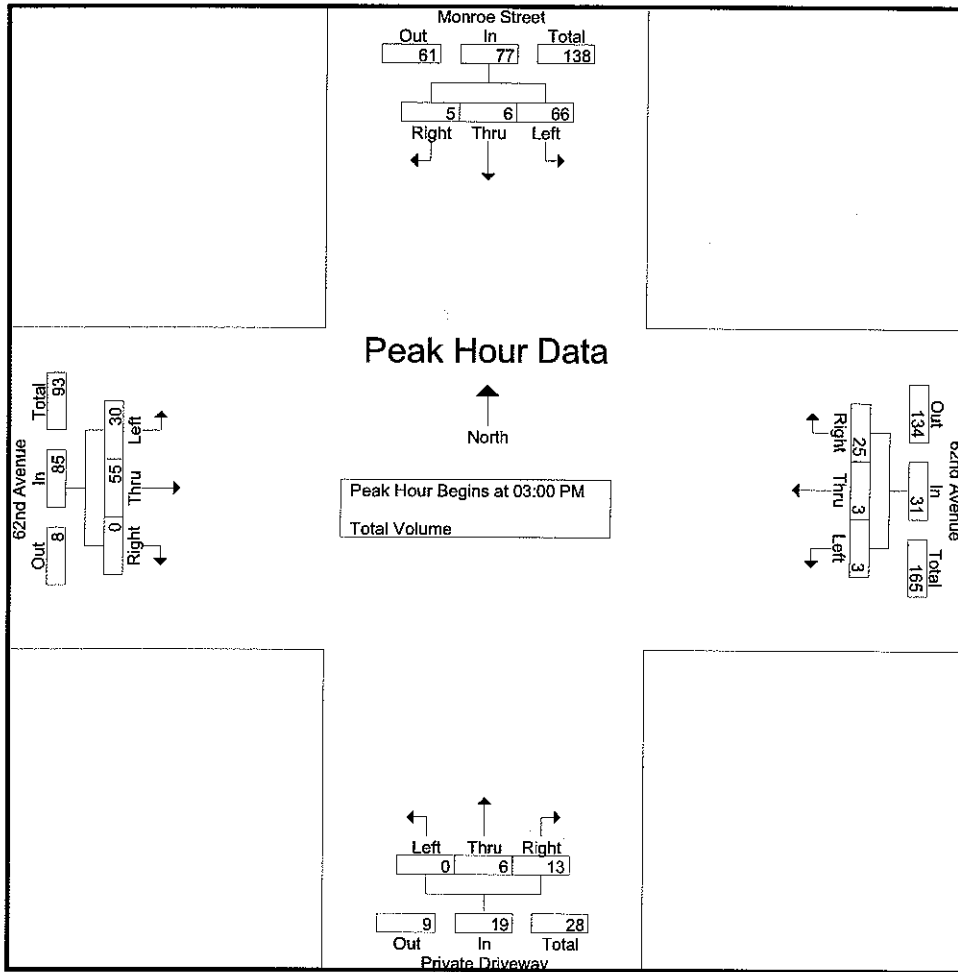 Monroe Street
Out In Total
61 77 138
5 6 66
Right Thru Left
Peak Hour Data
North
Peak Hour Begins at 03:00 PM
Total Volume
62nd Avenue
Total In Out
93 85 8
30 55 0
Left Thru Right
62nd Avenue
Out In Total
134 31 165
25 3 3
Right Thru Left
Left Thru Right
0 6 13
9 19 28
Out In Total
Private Driveway